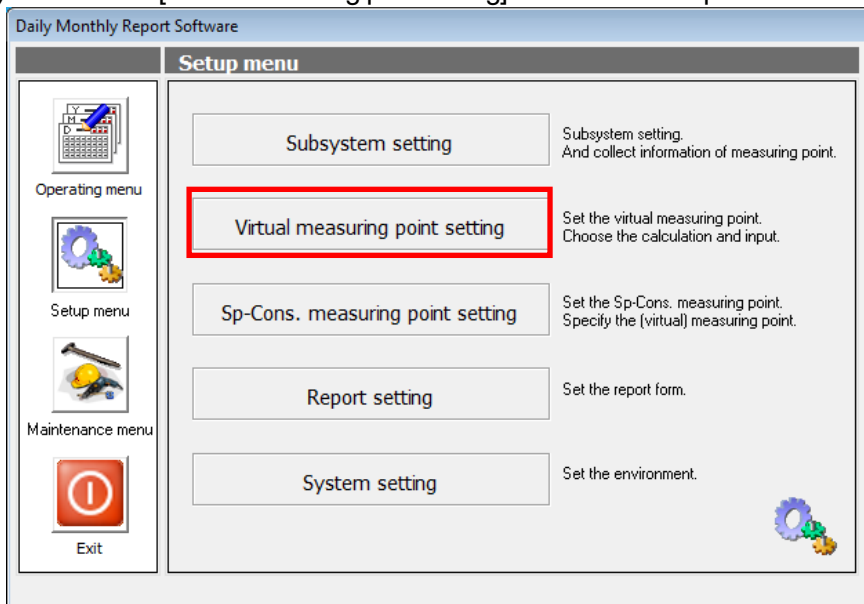 Daily Monthly Report Software
Setup menu
Operating menu
Setup menu
Maintenance menu
Exit
Subsystem setting
Subsystem setting.
And collect information of measuring point.
Virtual measuring point setting
Set the virtual measuring point.
Choose the calculation and input.
Sp-Cons. measuring point setting
Set the Sp-Cons. measuring point.
Specify the (virtual) measuring point.
Report setting
Set the report form.
System setting
Set the environment.